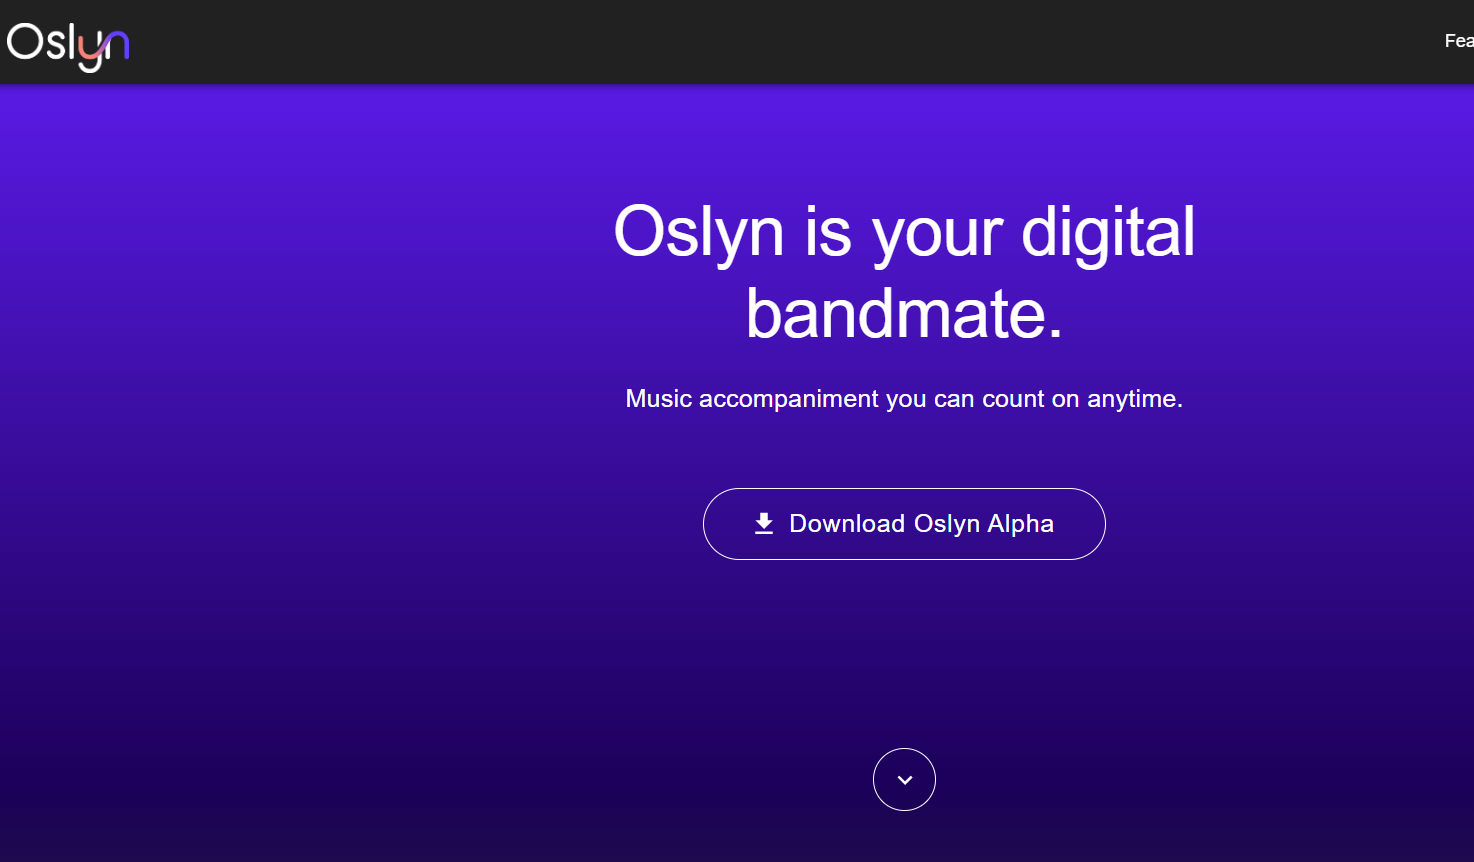 Oslyn
Fea
Oslyn is your digital
bandmate.
Music accompaniment you can count on anytime.
Download Oslyn Alpha